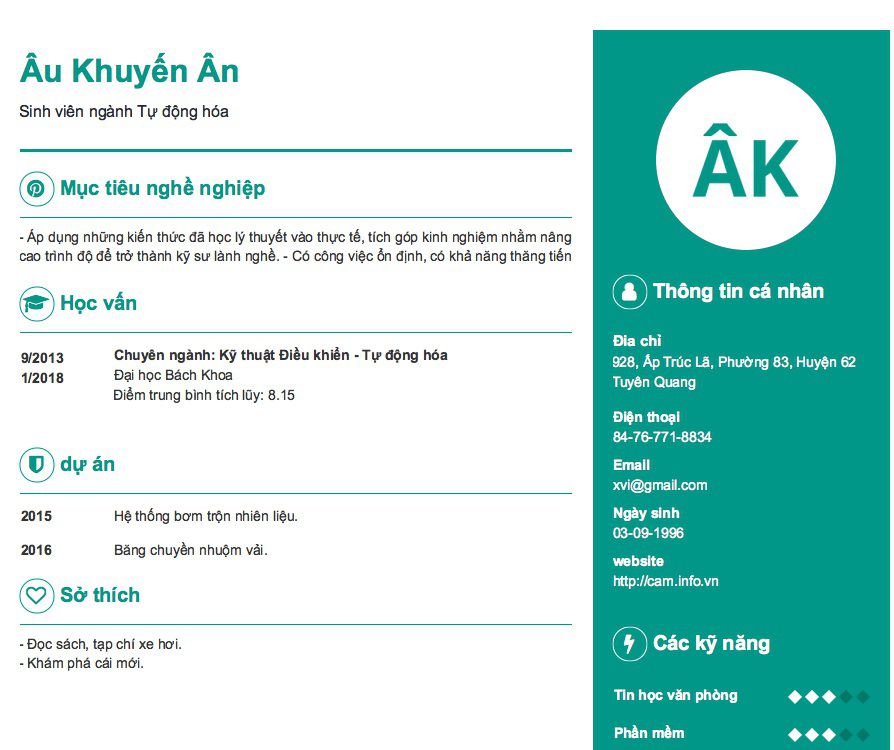 Âu Khuyến Ân
Sinh viên ngành Tự động hóa
Mục tiêu nghề nghiệp
- Áp dụng những kiến thức đã học lý thuyết vào thực tế, tích góp kinh nghiệm nhằm nâng
cao trình độ để trở thành kỹ sư lành nghề. - Có công việc ổn định, có khả năng thăng tiến
Học vấn
9/2013
1/2018
Chuyên ngành: Kỹ thuật Điều khiển - Tự động hóa
Đại học Bách Khoa
Điểm trung bình tích lũy: 8.15
dự án
2015 Hệ thống bơm trộn nhiên liệu.
2016 Băng chuyền nhuộm vải.
Sở thích
- Đọc sách, tạp chí xe hơi.
- Khám phá cái mới.
ÂK
Thông tin cá nhân
Địa chỉ
928, Ấp Trúc Lã, Phường 83, Huyện 62
Tuyên Quang
Điện thoại
84-76-771-8834
Email
xvi@gmail.com
Ngày sinh
03-09-1996
website
http://cam.info.vn
Các kỹ năng
Tin học văn phòng
Phần mềm